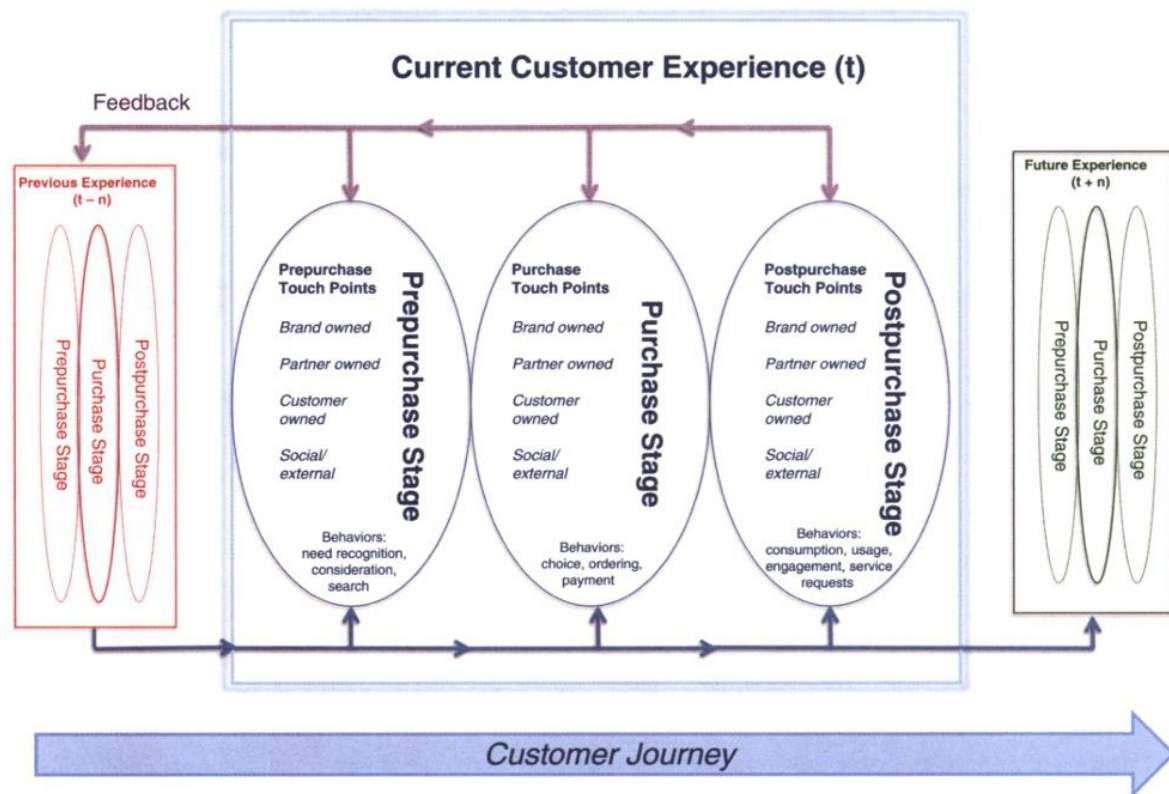 Current Customer Experience (t)
Feedback
Previous Experience
(t – n)
Prepurchase Stage
Purchase Stage
Postpurchase Stage
Prepurchase
Touch Points
Brand owned
Partner owned
Customer
owned
Social/
external
Prepurchase Stage
Behaviors:
need recognition,
consideration,
search
Purchase
Touch Points
Brand owned
Partner owned
Customer
owned
Social/
external
Purchase Stage
Behaviors:
choice, ordering,
payment
Postpurchase
Touch Points
Brand owned
Partner owned
Customer
owned
Social/
external
Postpurchase Stage
Behaviors:
consumption, usage,
engagement, service
requests
Future Experience
(t + n)
Prepurchase Stage
Purchase Stage
Postpurchase Stage
Customer Journey